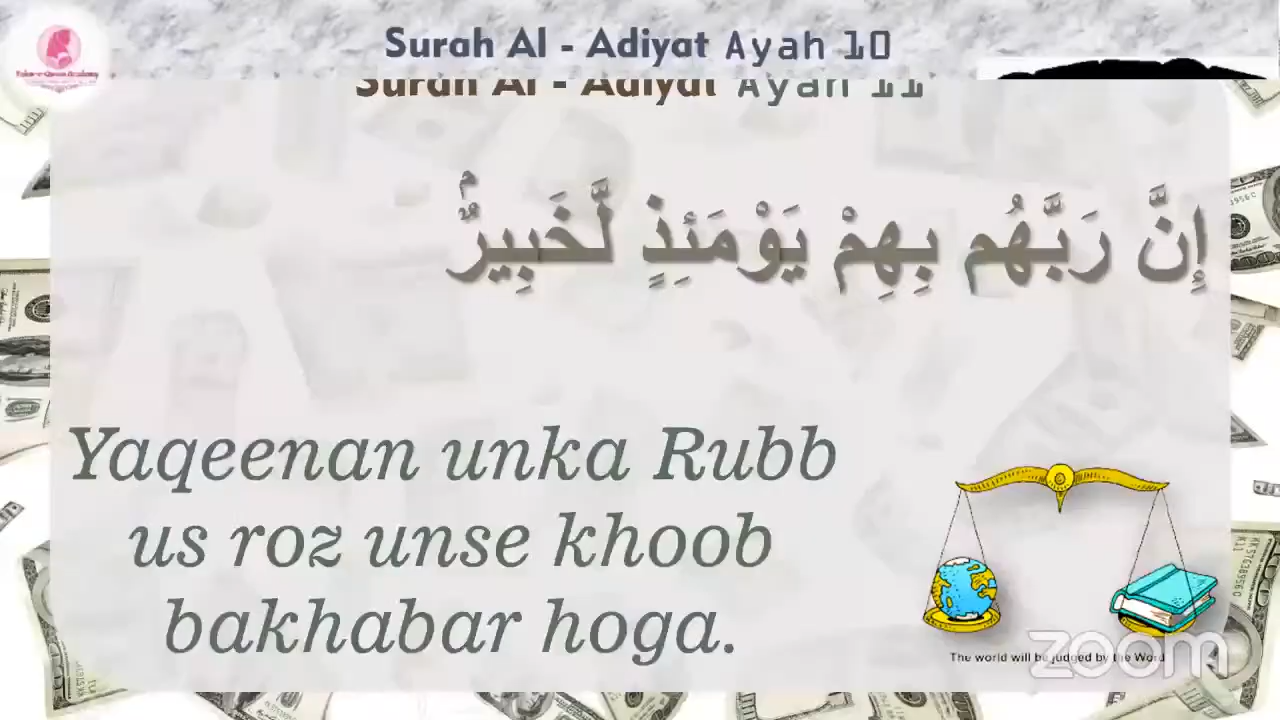 Surah Al - Adiyat Ayah 10
Surah Al - Adiyat Ayah 11
إِنَّ رَبَّهُم بِهِمْ يَوْمَئِذٍ لَّخَبِيرٌۢ
Yaqeenan unka Rubb
us roz unse khoob
bakhabar hoga.
The world will be judged by the Word
zoom